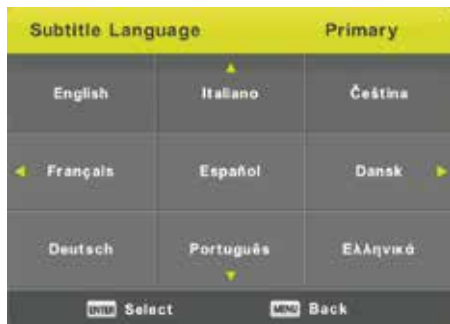 Subtitle Language Primary
English Italiano Čeština
Français Español Dansk
Deutsch Português Ελληνικά
ENTER Select MENU Back